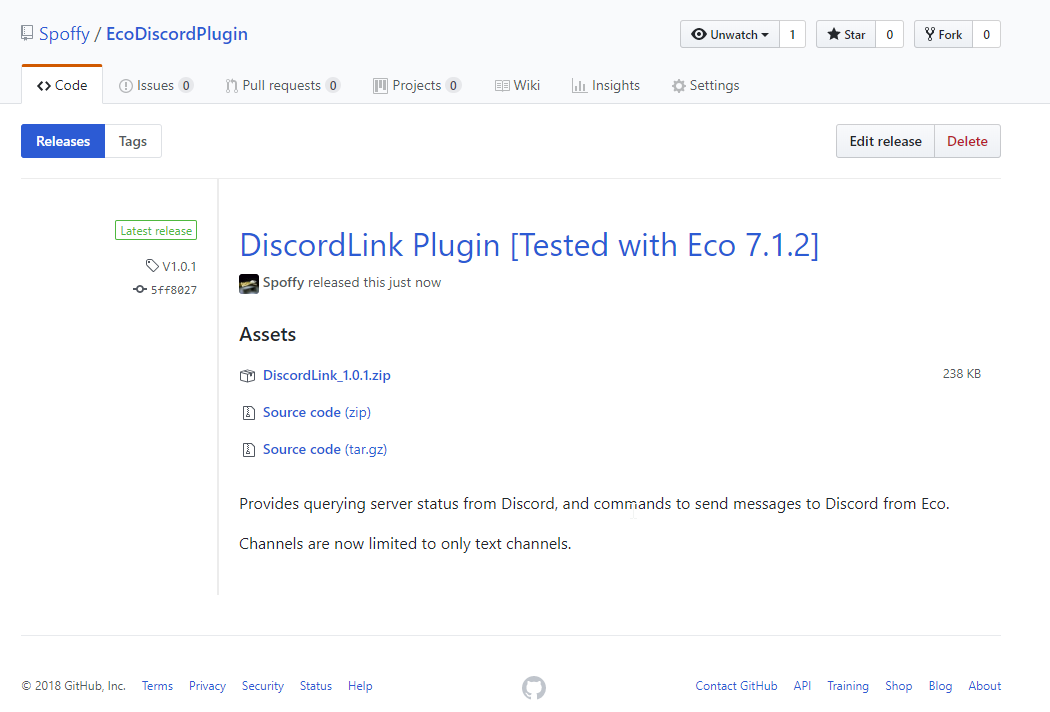 Spoffy / EcoDiscordPlugin
Unwatch 1 Star 0 Fork 0
Code Issues 0 Pull requests 0 Projects 0 Wiki Insights Settings
Releases Tags Edit release Delete
Latest release
V1.0.1
5ff8027
DiscordLink Plugin [Tested with Eco 7.1.2]
Spoffy released this just now
Assets
DiscordLink_1.0.1.zip 238 KB
Source code (zip)
Source code (tar.gz)
Provides querying server status from Discord, and commands to send messages to Discord from Eco.
Channels are now limited to only text channels.
© 2018 GitHub, Inc. Terms Privacy Security Status Help Contact GitHub API Training Shop Blog About